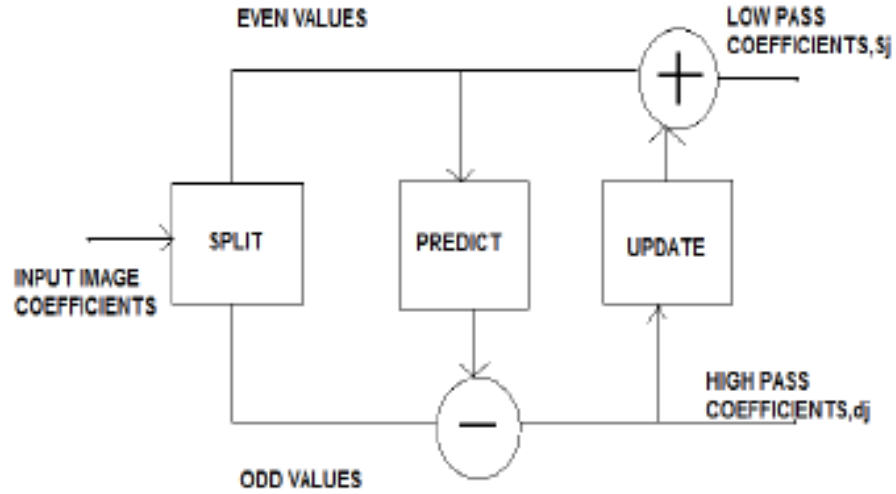 EVEN VALUES
LOW PASS
COEFFICIENTS,Sj
+
SPLIT
PREDICT
UPDATE
INPUT IMAGE
COEFFICIENTS
HIGH PASS
COEFFICIENTS,dj
−
ODD VALUES